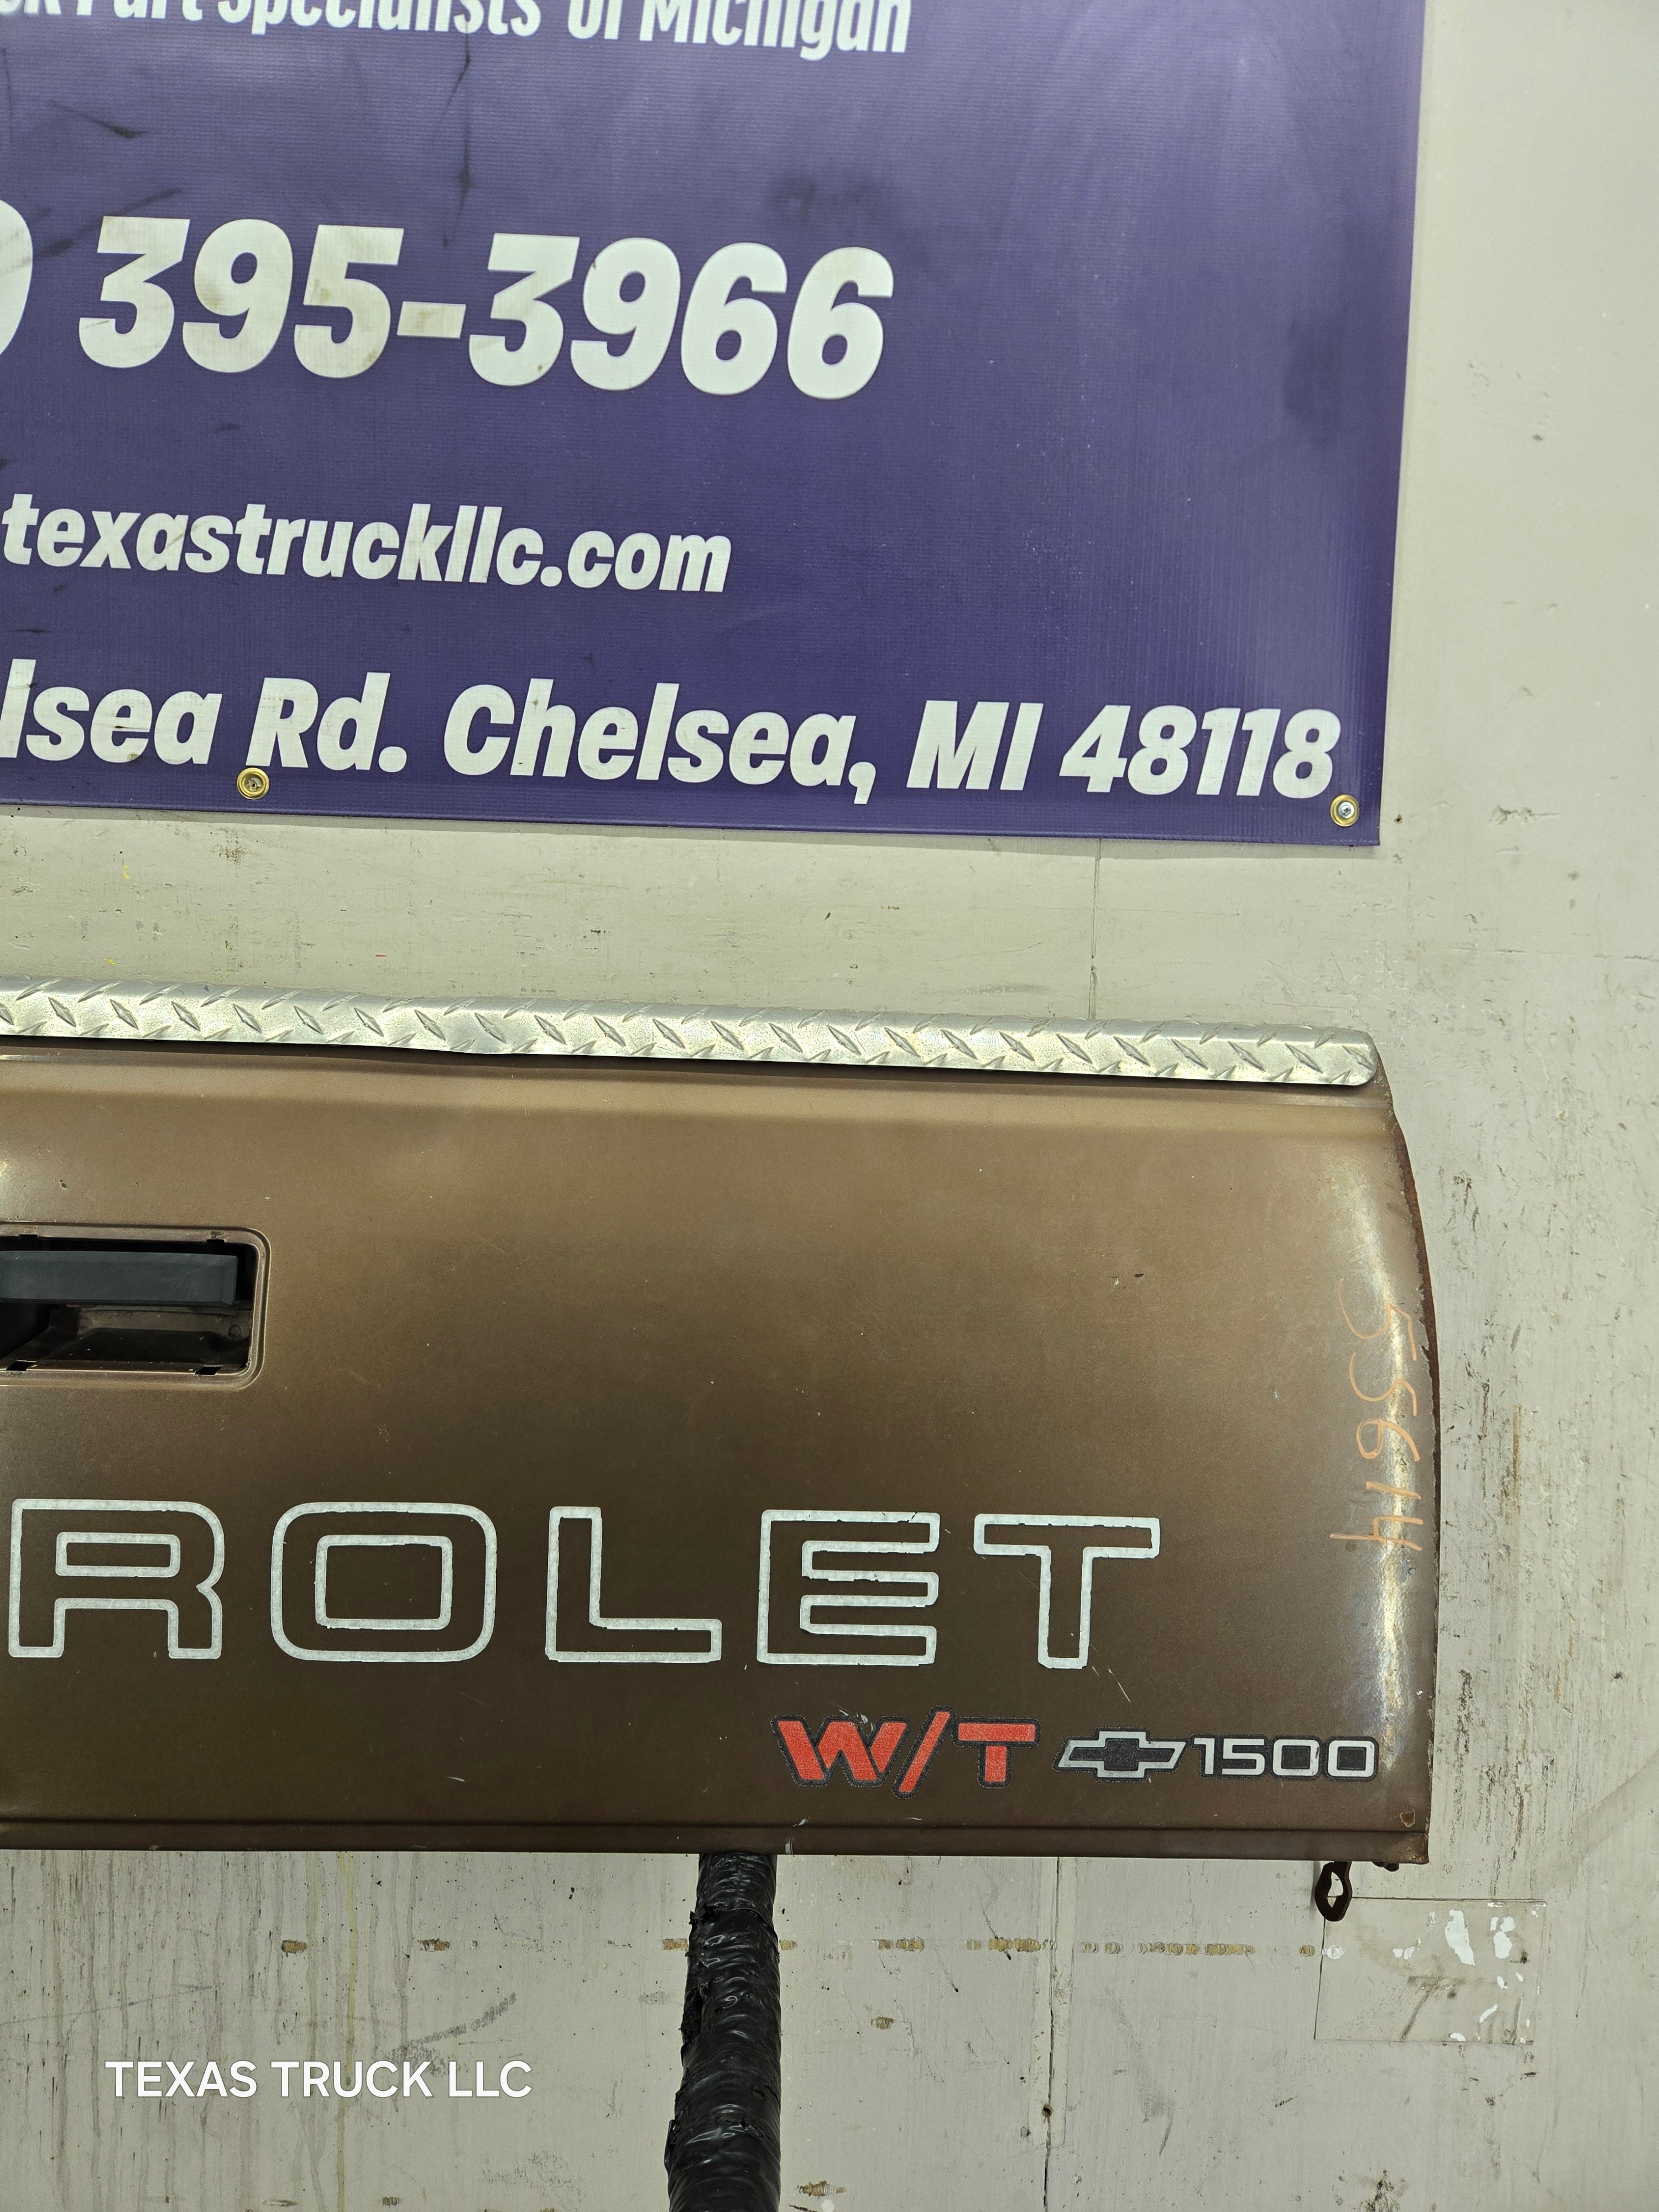 Part Specialists of Michigan
) 395-3966
texastruckllc.com
lsea Rd. Chelsea, MI 48118
55614
ROLET
W/T 1500
TEXAS TRUCK LLC